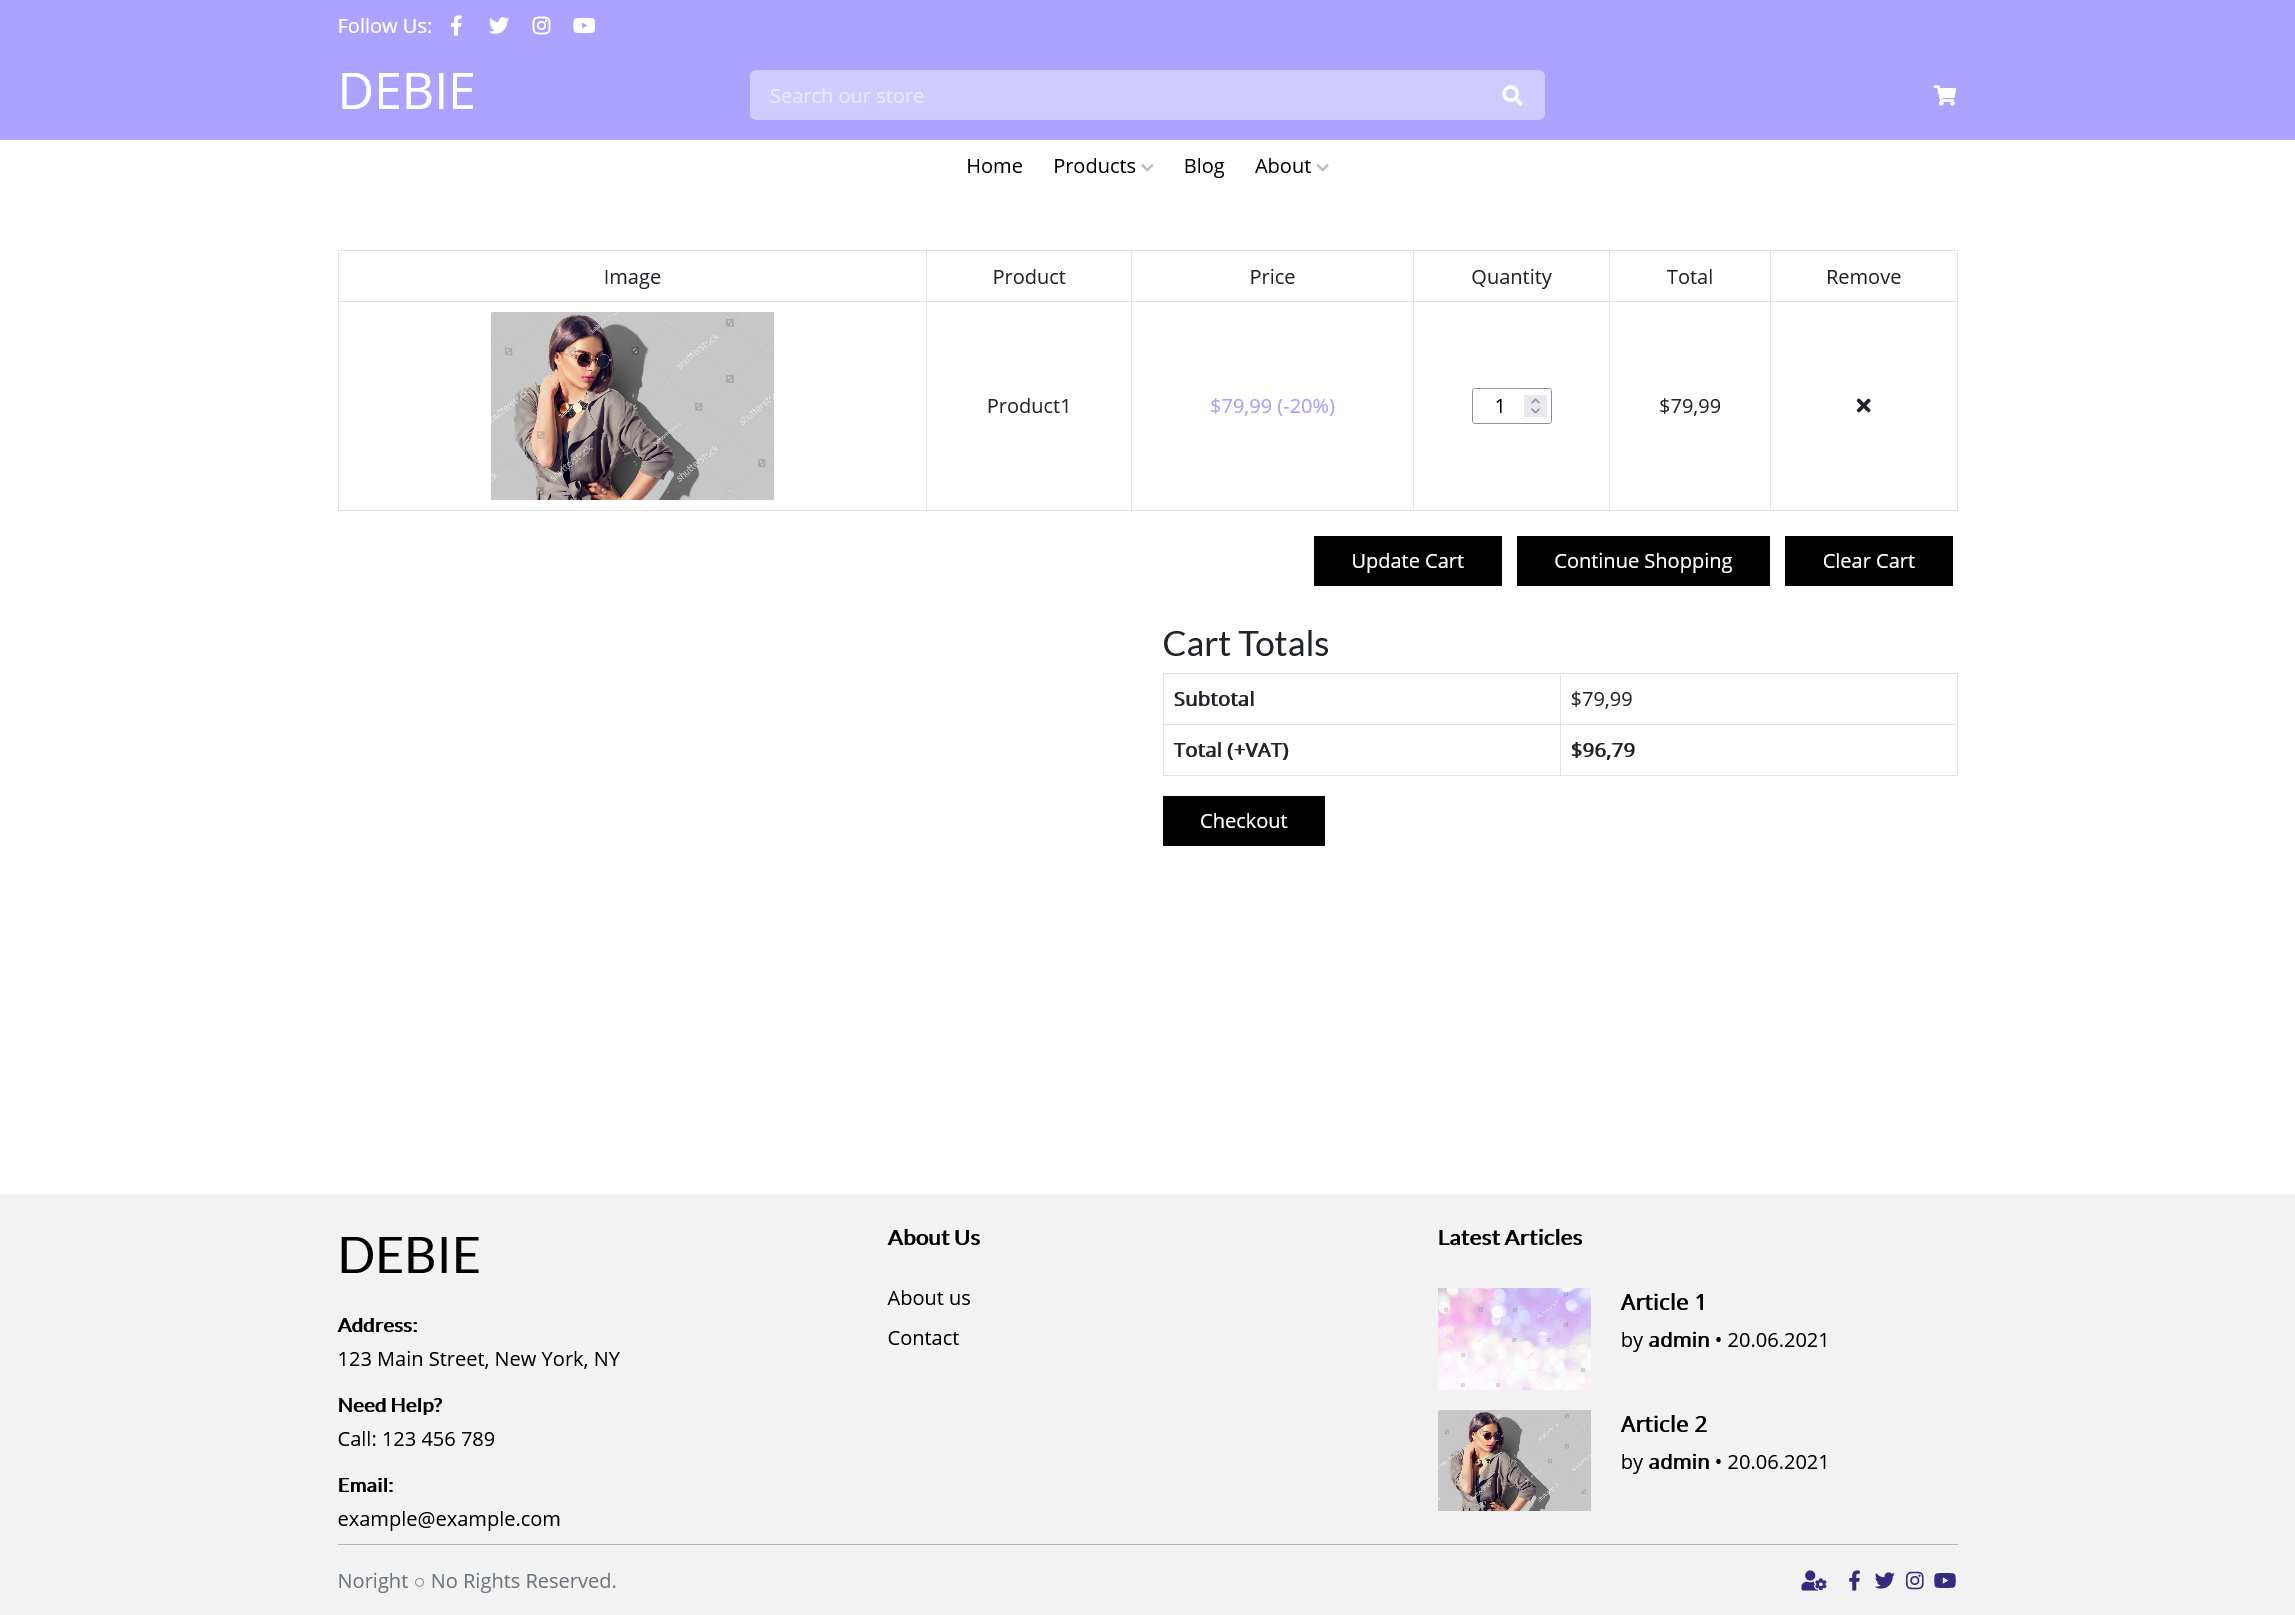 Follow Us:
DEBIE
Search our store
Home Products Blog About
Image Product Price Quantity Total Remove
shutterstock
shutterstock
shutterstock
shutterstock
Product1 $79,99 (-20%) 1 $79,99
Update Cart Continue Shopping Clear Cart
Cart Totals
Subtotal $79,99
Total (+VAT) $96,79
Checkout
DEBIE
Address:
123 Main Street, New York, NY
Need Help?
Call: 123 456 789
Email:
example@example.com
About Us
About us
Contact
Latest Articles
Article 1
by admin • 20.06.2021
Article 2
by admin • 20.06.2021
Noright ○ No Rights Reserved.